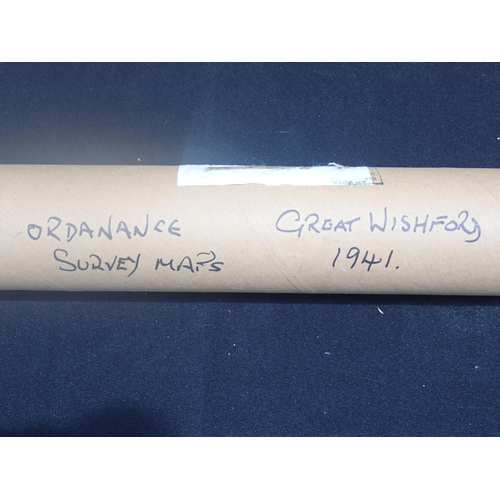 ORDANANCE
SURVEY MAPS
GREAT WISHFORD
1941.